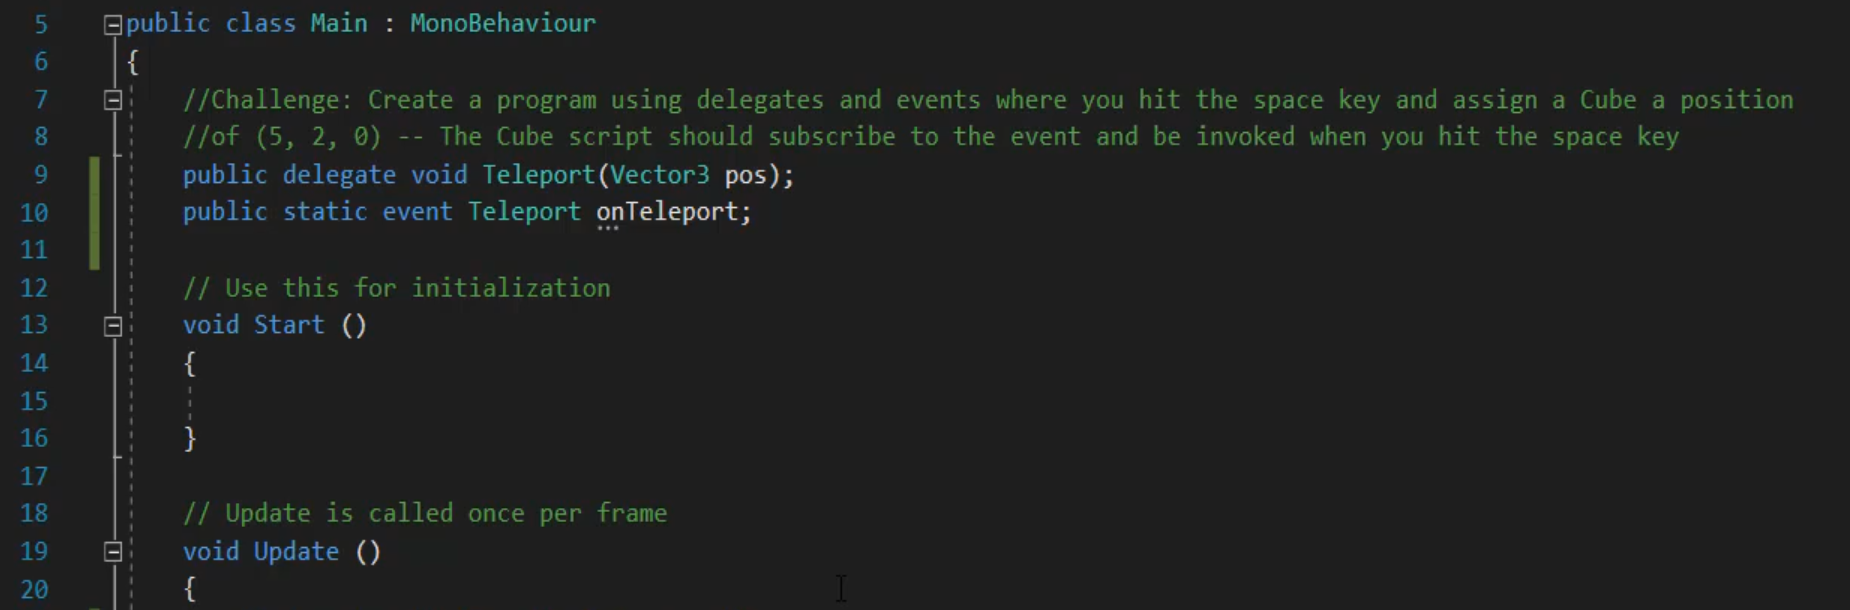 5 public class Main : MonoBehaviour
6 {
7 //Challenge: Create a program using delegates and events where you hit the space key and assign a Cube a position
8 //of (5, 2, 0) -- The Cube script should subscribe to the event and be invoked when you hit the space key
9 public delegate void Teleport(Vector3 pos);
10 public static event Teleport onTeleport;
11
12 // Use this for initialization
13 void Start ()
14 {
15
16 }
17
18 // Update is called once per frame
19 void Update ()
20 {